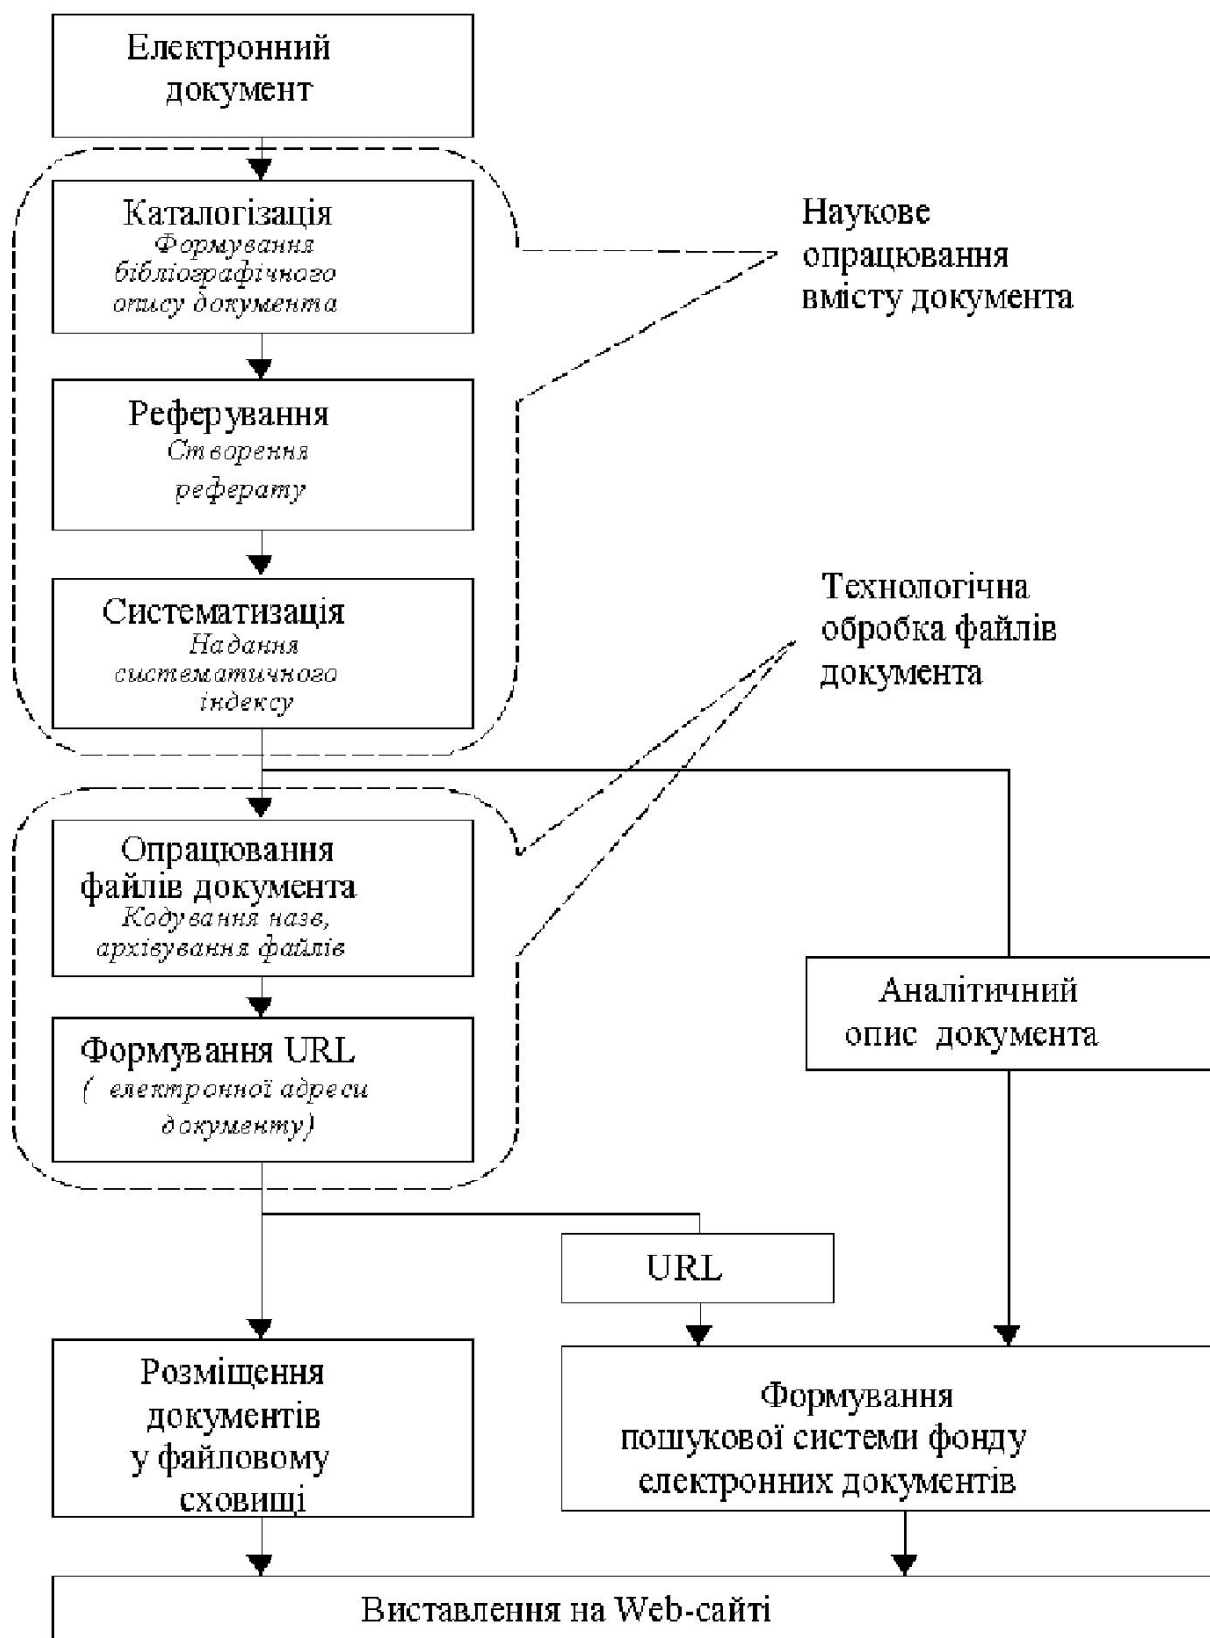 Електронний
документ
Каталогізація
Формування
бібліографічного
опису документа
Наукове
опрацювання
вмісту документа
Реферування
Створення
реферату
Систематизація
Надання
систематичного
індексу
Технологічна
обробка файлів
документа
Опрацювання
файлів документа
Кодування назв,
архівування файлів
Формування URL
( електронної адреси
документу)
Аналітичний
опис документа
URL
Розміщення
документів
у файловому
сховищі
Формування
пошукової системи фонду
електронних документів
Виставлення на Web-сайті